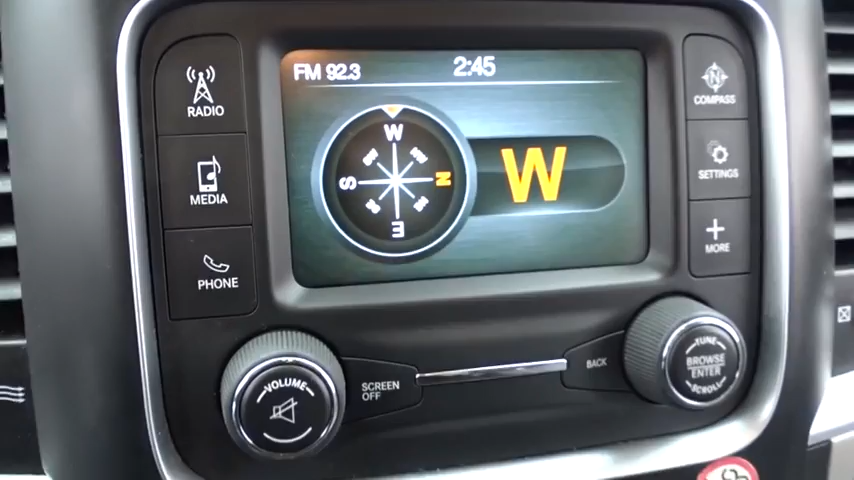 FM 92.3
2:45
RADIO
MEDIA
PHONE
W
N
E
S
W
COMPASS
SETTINGS
MORE
VOLUME
SCREEN
OFF
BACK
TUNE
BROWSE
ENTER
SCROLL